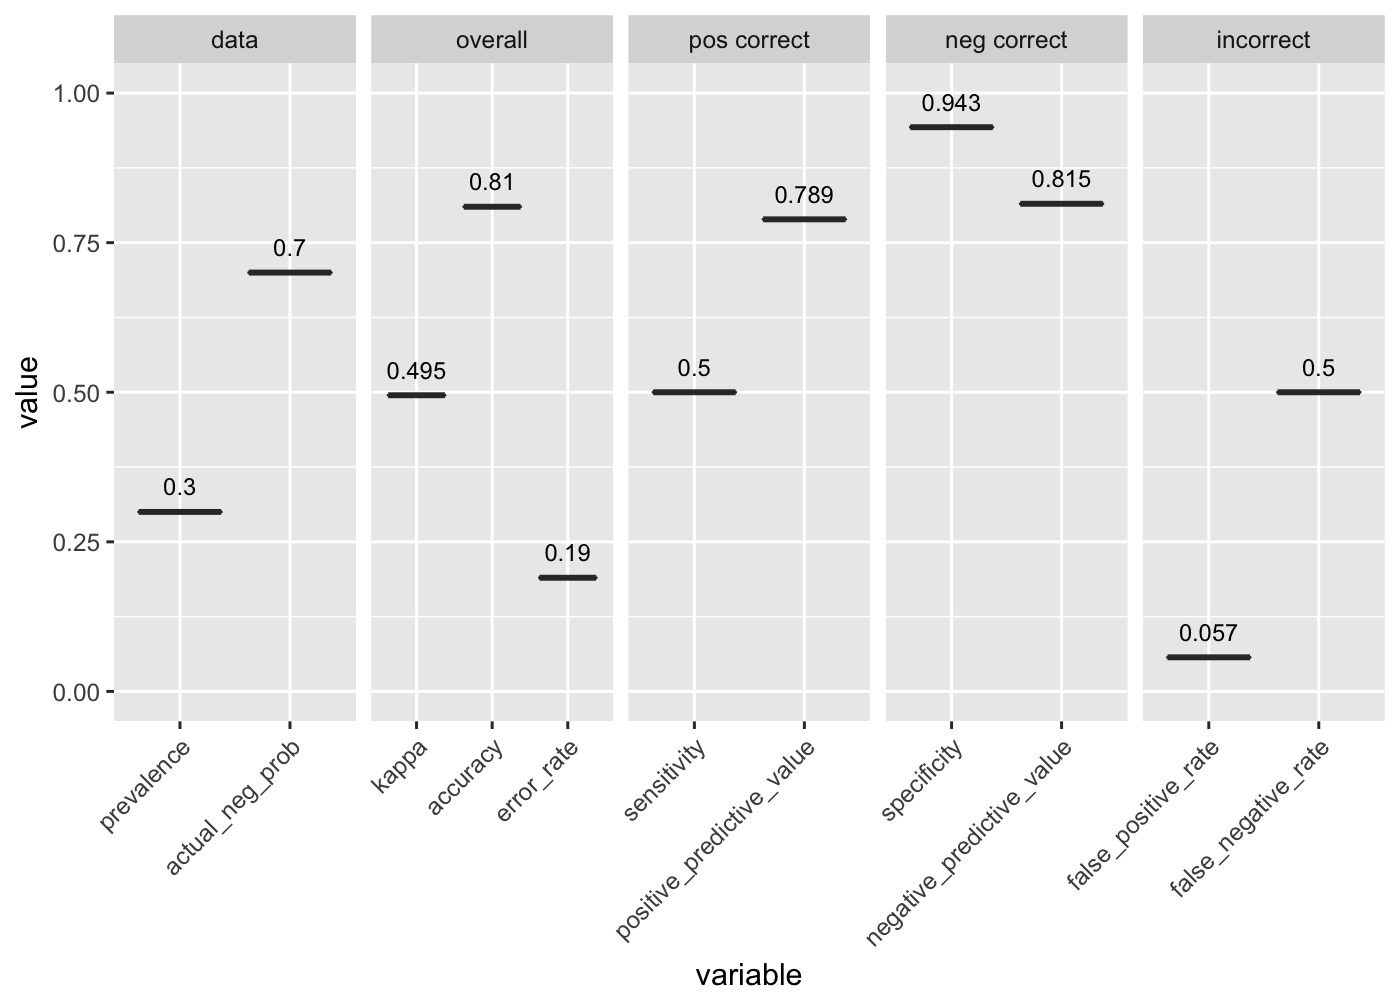 data
overall
pos correct
neg correct
incorrect
value
1.00
0.75
0.50
0.25
0.00
0.3
0.7
0.495
0.81
0.19
0.5
0.789
0.943
0.815
0.057
0.5
prevalence
actual_neg_prob
kappa
accuracy
error_rate
sensitivity
positive_predictive_value
specificity
negative_predictive_value
false_positive_rate
false_negative_rate
variable